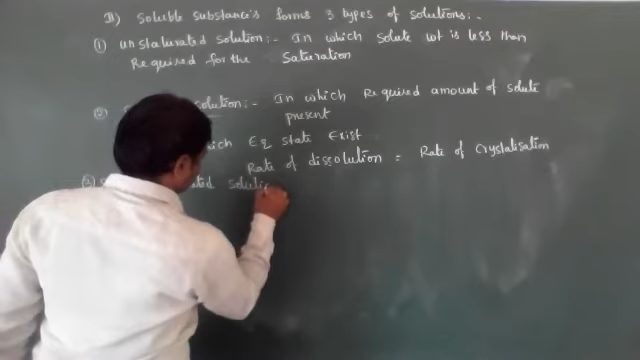 II) Soluble substances forms 3 types of solutions:-
(1) unsaturated solution:- In which solute wt is less than
Required for the Saturation
(2) solution:- In which Required amount of solute
present
which Eq state Exist
Rate of dissolution = Rate of Crystalisation
(3) ated soluti